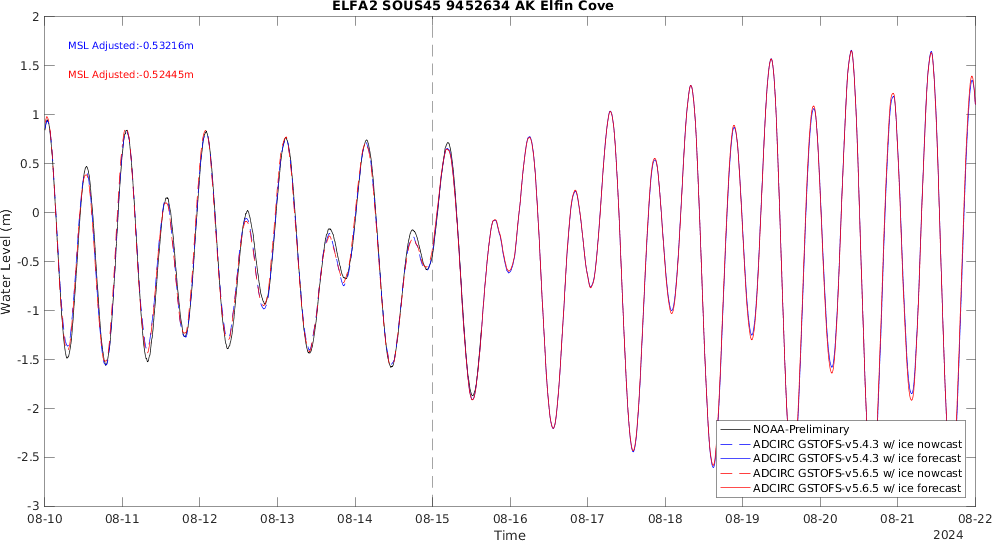 ELFA2 SOUS45 9452634 AK Elfin Cove
MSL Adjusted:-0.53216m
MSL Adjusted:-0.52445m
Water Level (m)
2
1.5
1
0.5
0
-0.5
-1
-1.5
-2
-2.5
-3
NOAA-Preliminary
ADCIRC GSTOFS-v5.4.3 w/ ice nowcast
ADCIRC GSTOFS-v5.4.3 w/ ice forecast
ADCIRC GSTOFS-v5.6.5 w/ ice nowcast
ADCIRC GSTOFS-v5.6.5 w/ ice forecast
08-10 08-11 08-12 08-13 08-14 08-15 08-16 08-17 08-18 08-19 08-20 08-21 08-22
Time
2024